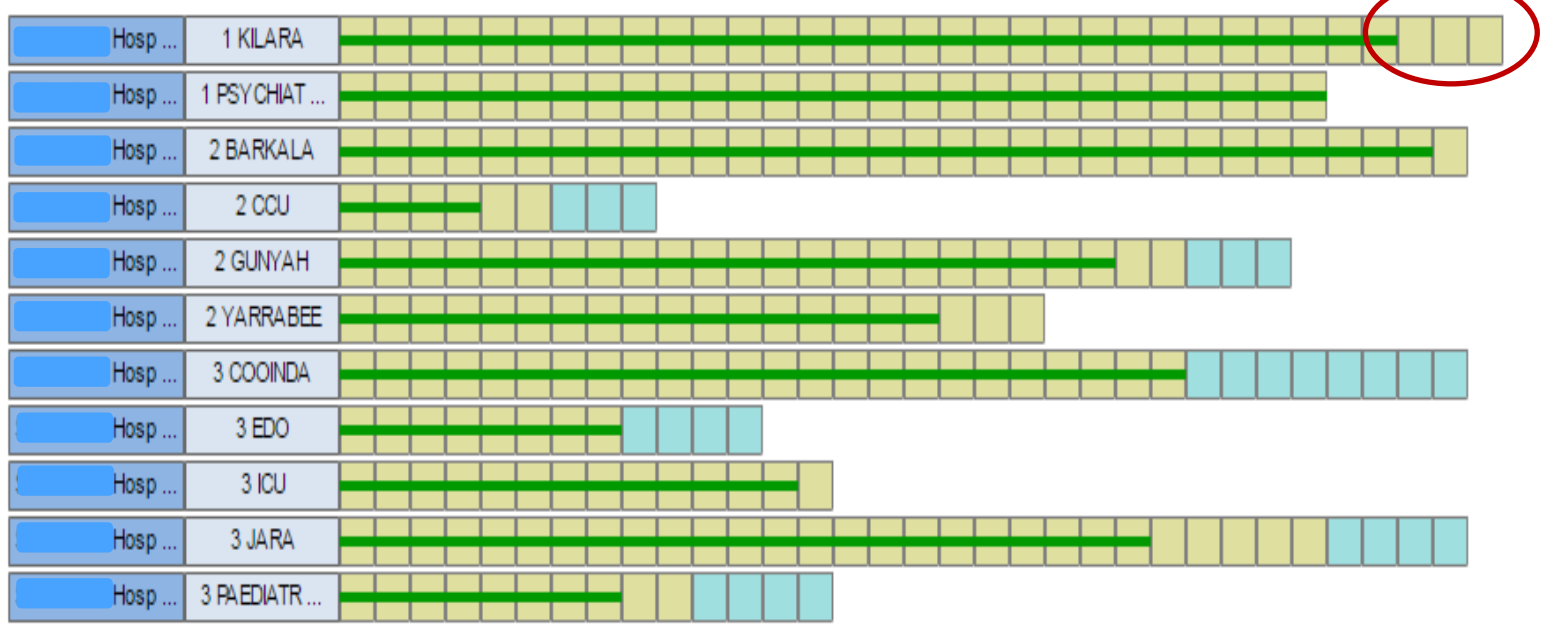 Hosp ... 1 KILARA
Hosp ... 1 PSYCHIAT ...
Hosp ... 2 BARKALA
Hosp ... 2 CCU
Hosp ... 2 GUNYAH
Hosp ... 2 YARRABEE
Hosp ... 3 COOINDA
Hosp ... 3 EDO
Hosp ... 3 ICU
Hosp ... 3 JARA
Hosp ... 3 PAEDIATR ...